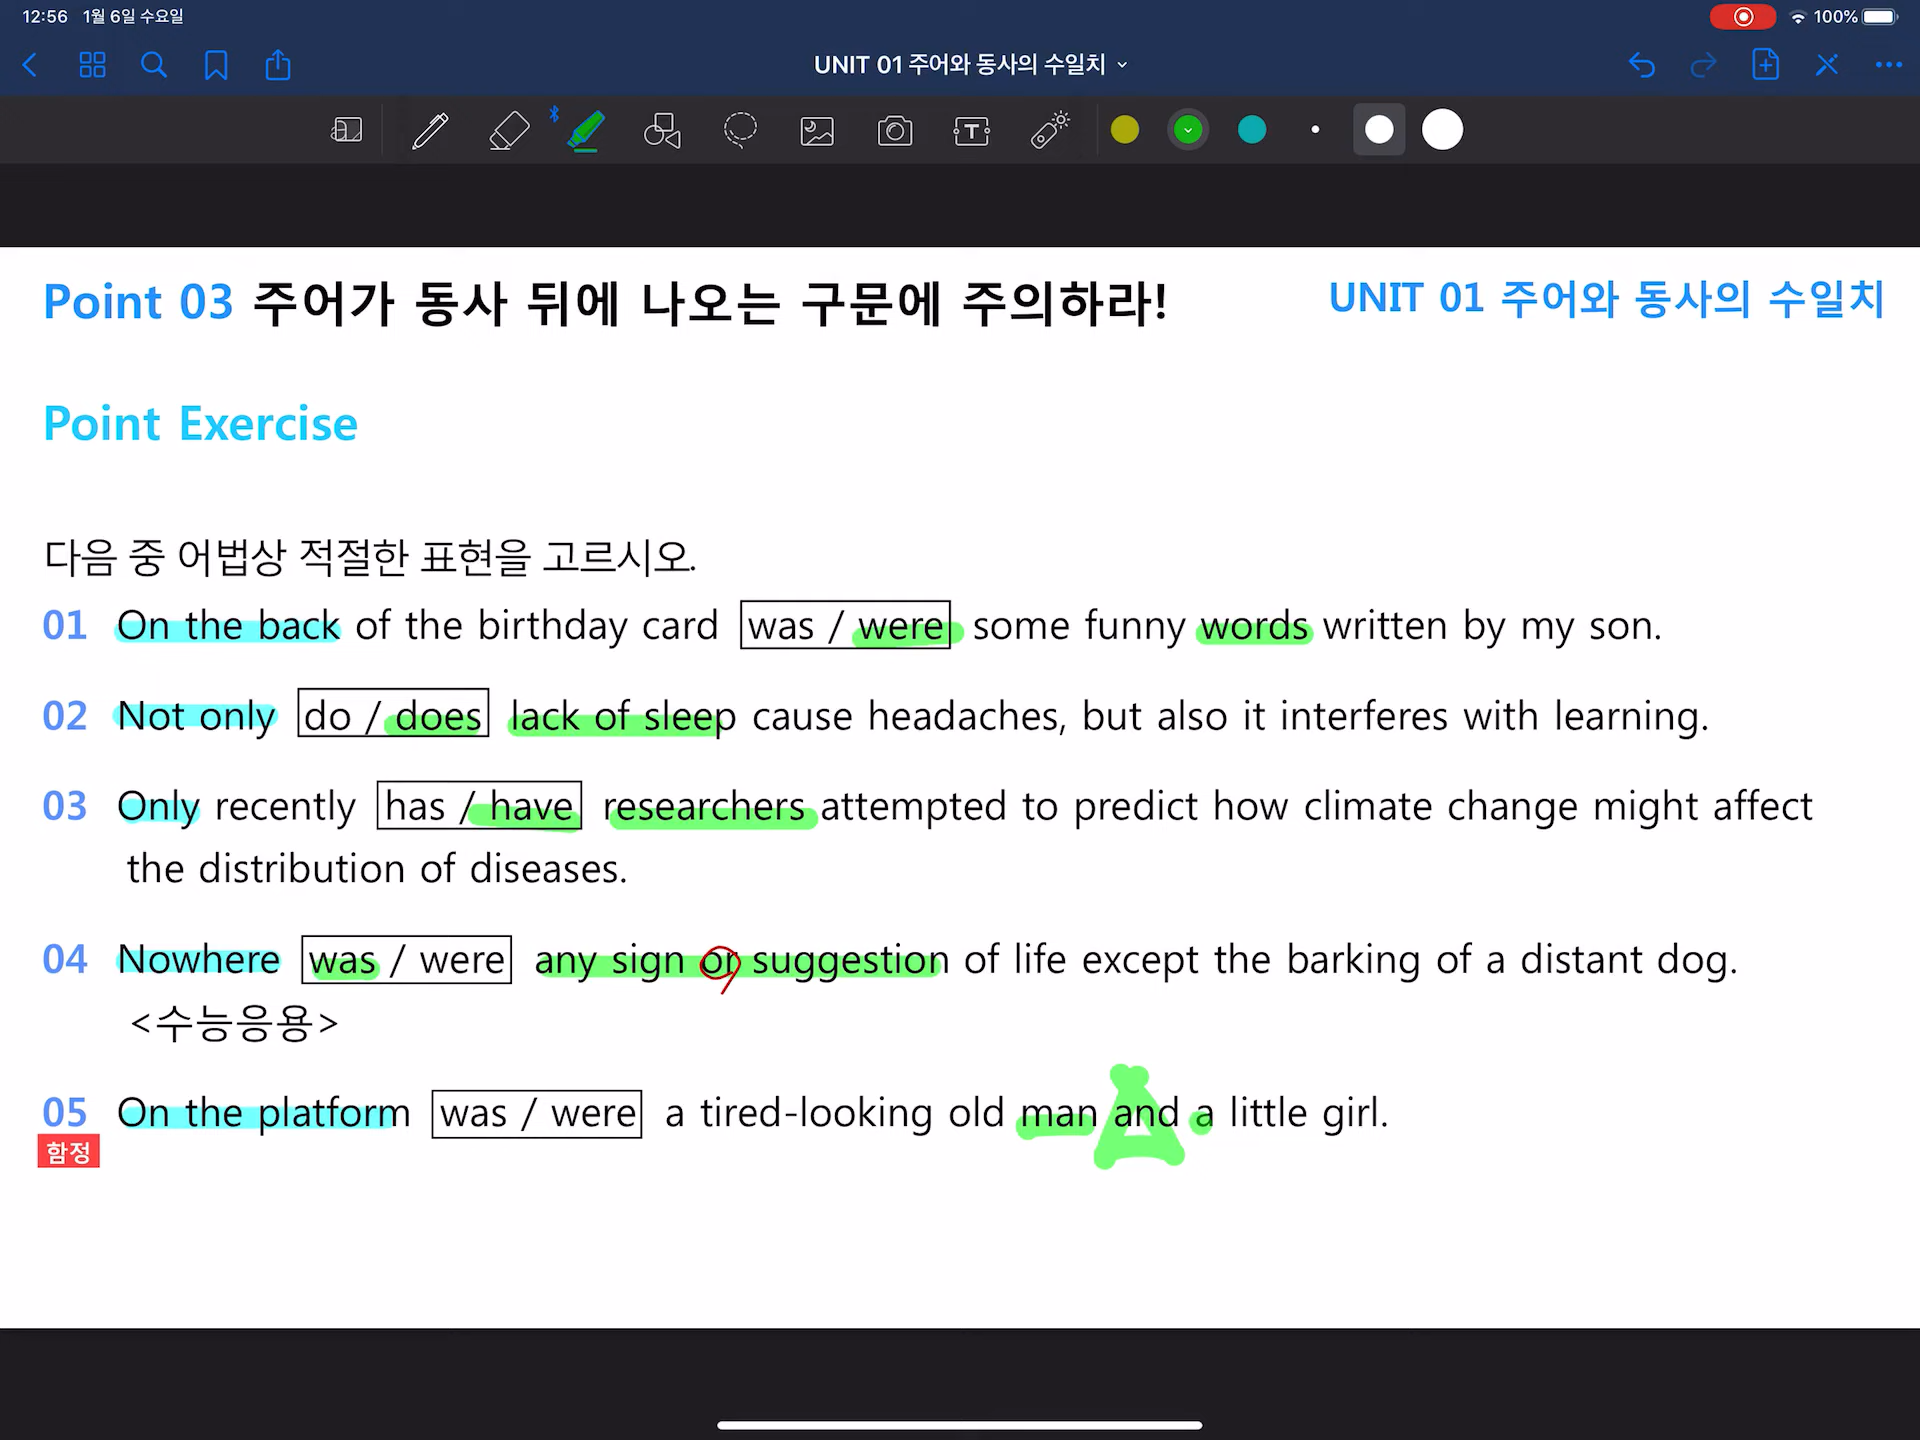 12:56 1월 6일 수요일
100%
UNIT 01 주어와 동사의 수일치
Point 03 주어가 동사 뒤에 나오는 구문에 주의하라!
UNIT 01 주어와 동사의 수일치
Point Exercise
다음 중 어법상 적절한 표현을 고르시오.
01 On the back of the birthday card was / were some funny words written by my son.
02 Not only do / does lack of sleep cause headaches, but also it interferes with learning.
03 Only recently has / have researchers attempted to predict how climate change might affect
the distribution of diseases.
04 Nowhere was / were any sign or suggestion of life except the barking of a distant dog.
<수능응용>
05 On the platform was / were a tired-looking old man and a little girl.
함정